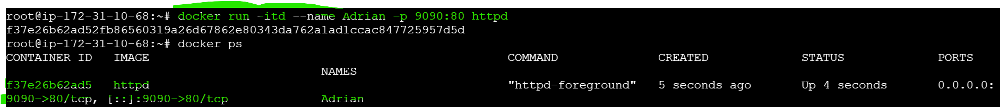 root@ip-172-31-10-68:~# docker run -itd --name Adrian -p 9090:80 httpd
f37e26b62ad52fb86560319a26d67862e80343da762a1ad1ccac847725957d5d
root@ip-172-31-10-68:~# docker ps
CONTAINER ID   IMAGE   COMMAND   CREATED   STATUS   PORTS
NAMES
f37e26b62ad5   httpd   "httpd-foreground"   5 seconds ago   Up 4 seconds   0.0.0.0:
9090->80/tcp, [::]:9090->80/tcp   Adrian